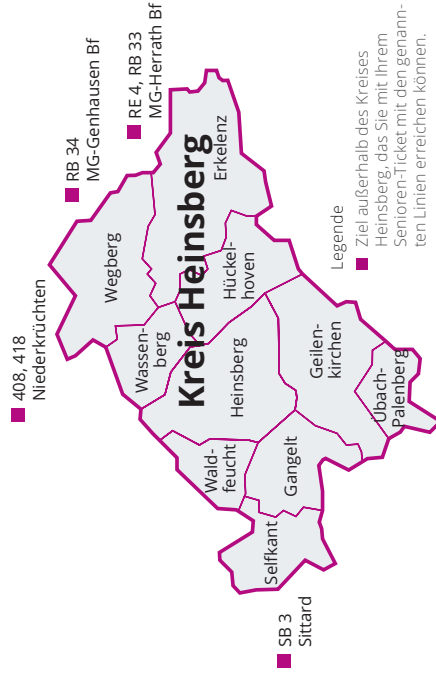 408, 418
Niederkrüchten
RB 34
MG-Genhausen Bf
RE 4, RB 33
MG-Herrath Bf
SB 3
Sittard
Kreis Heinsberg
Wegberg
Erkelenz
Wassen-
berg
Hückel-
hoven
Heinsberg
Wald-
feucht
Gangelt
Selfkant
Geilen-
kirchen
Übach-
Palenberg
Legende
Ziel außerhalb des Kreises
Heinsberg, das Sie mit Ihrem
Senioren-Ticket mit den genann-
ten Linien erreichen können.